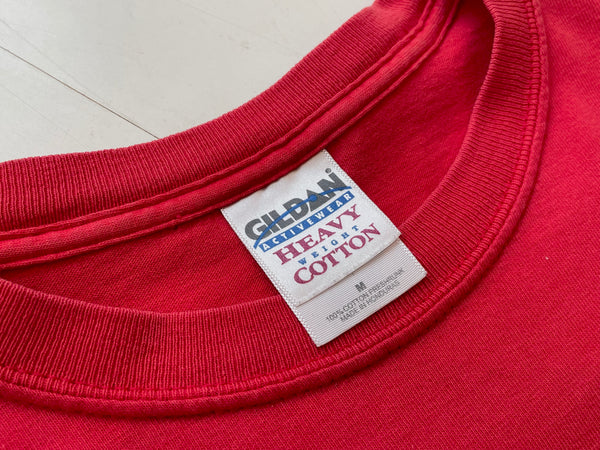 GILDAN®
ACTIVEWEAR
HEAVY
WEIGHT
COTTON
M
100% COTTON PRESHRUNK
MADE IN HONDURAS